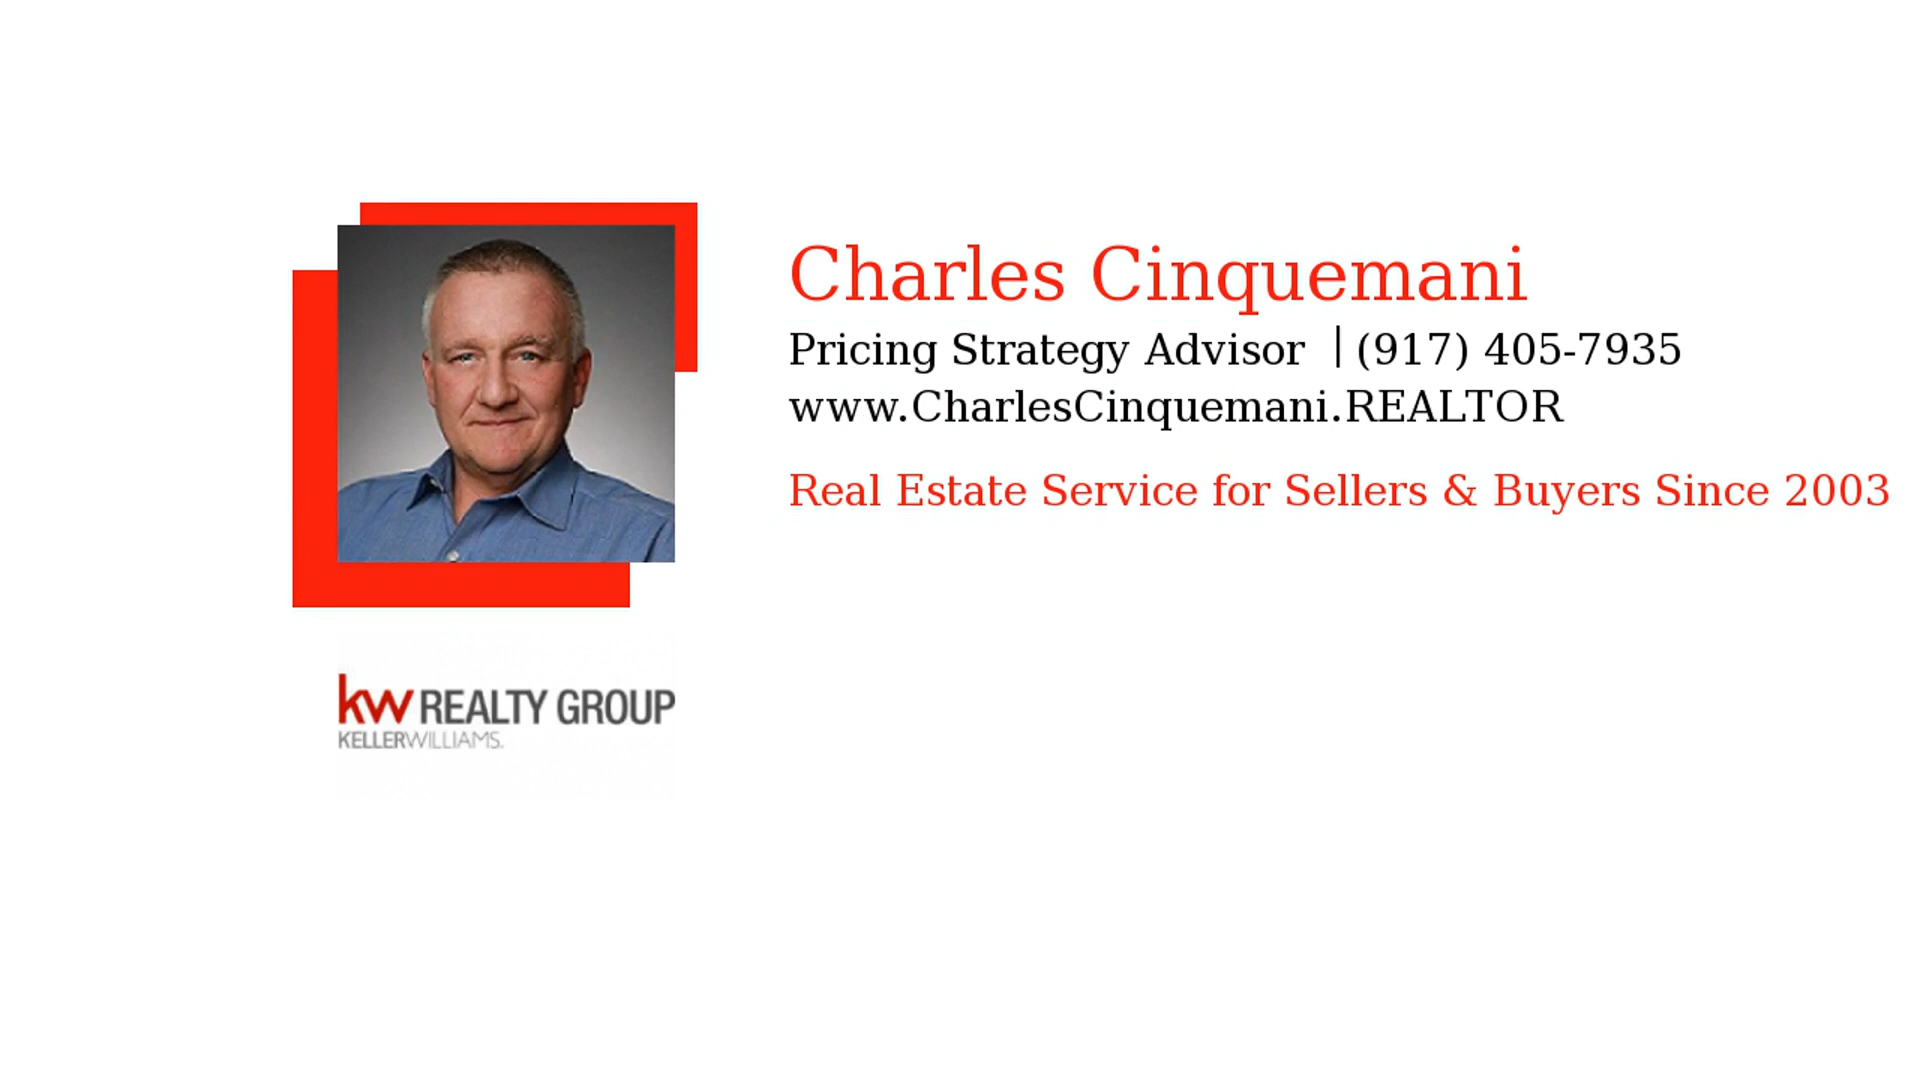 Charles Cinquemani
Pricing Strategy Advisor | (917) 405-7935
www.CharlesCinquemani.REALTOR
Real Estate Service for Sellers & Buyers Since 2003
kw REALTY GROUP
KELLERWILLIAMS.